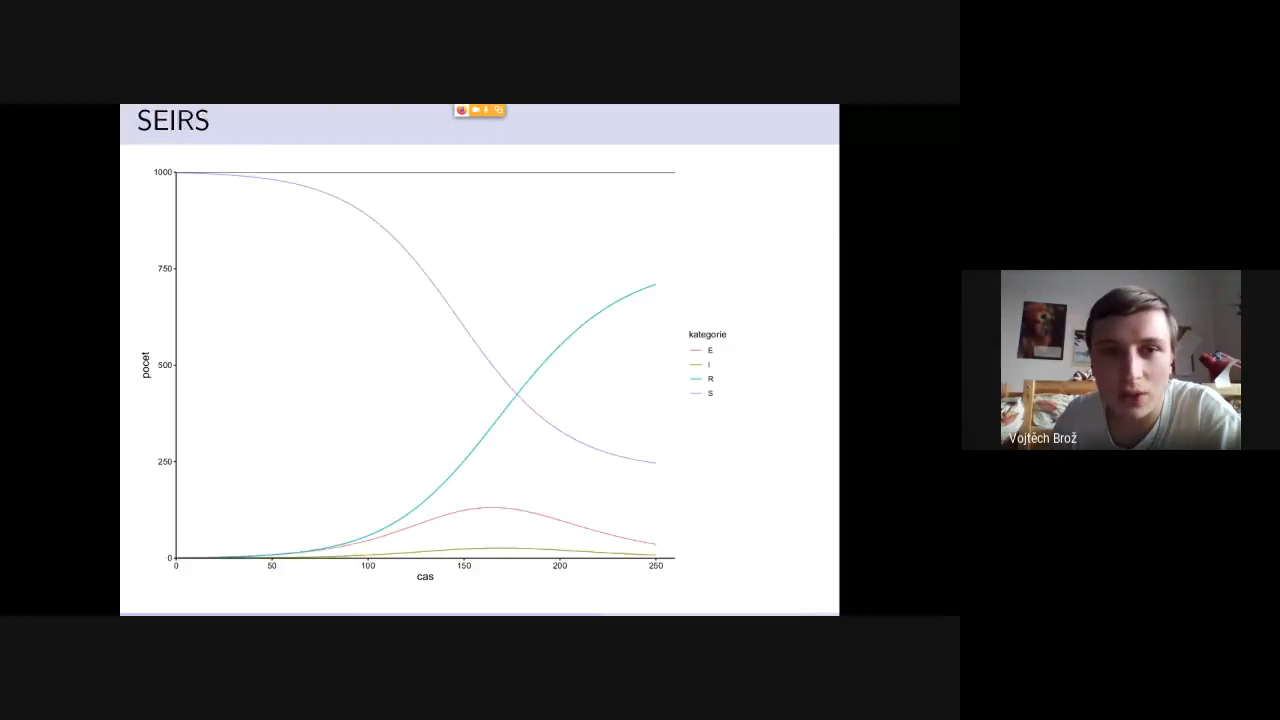 SEIRS
1000
750
500
250
0
pocet
0 50 100 150 200 250
cas
kategorie
E
I
R
S
Vojtěch Brož